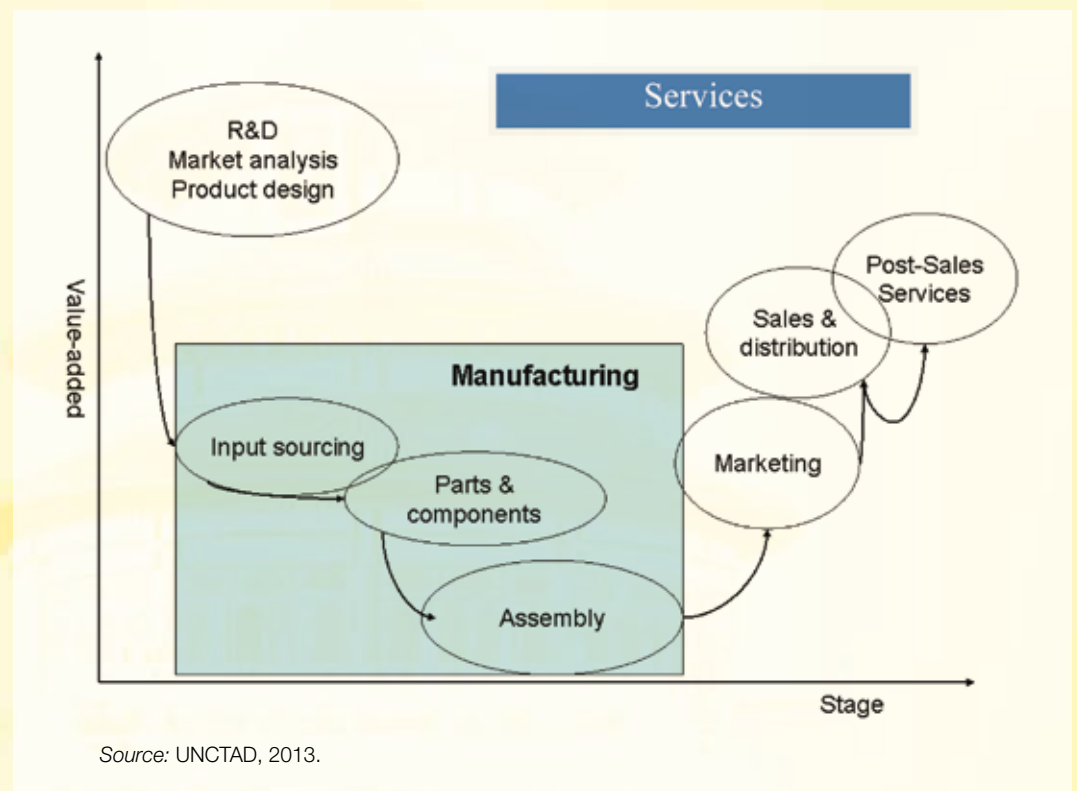 Services
R&D
Market analysis
Product design
Value-added
Manufacturing
Input sourcing
Parts &
components
Assembly
Marketing
Sales &
distribution
Post-Sales
Services
Stage
Source: UNCTAD, 2013.